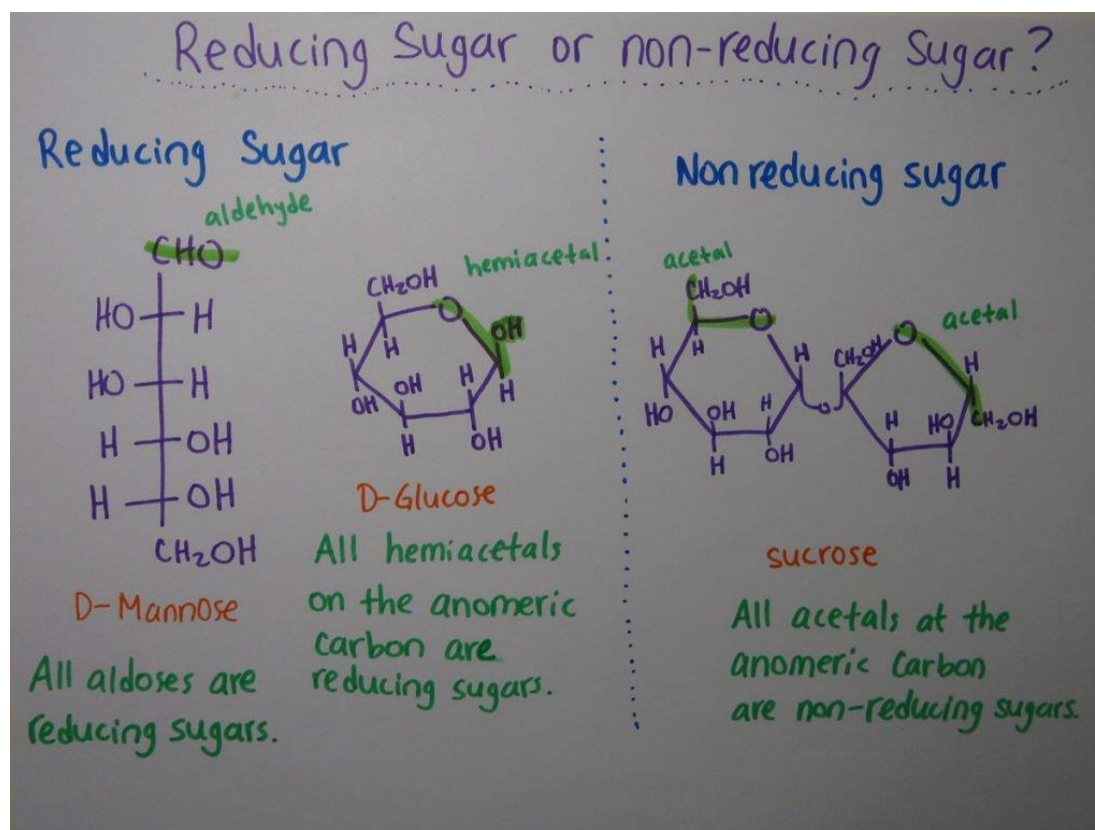 Reducing Sugar or non-reducing Sugar?
Reducing Sugar
aldehyde
CHO
HO H
HO H
H OH
H OH
CH₂OH
D-Mannose
All aldoses are
reducing sugars.
hemiacetal
CH₂OH
O
OH
H
H
OH
H
H
OH
H
OH
D-Glucose
All hemiacetals
on the anomeric
carbon are
reducing sugars.
Nonreducing sugar
acetal
CH₂OH
O
H
H
H
HO
OH
H
H
OH
O
CH₂OH
O
acetal
H
H
HO
CH₂OH
OH
H
sucrose
All acetals at the
anomeric Carbon
are non-reducing sugars.